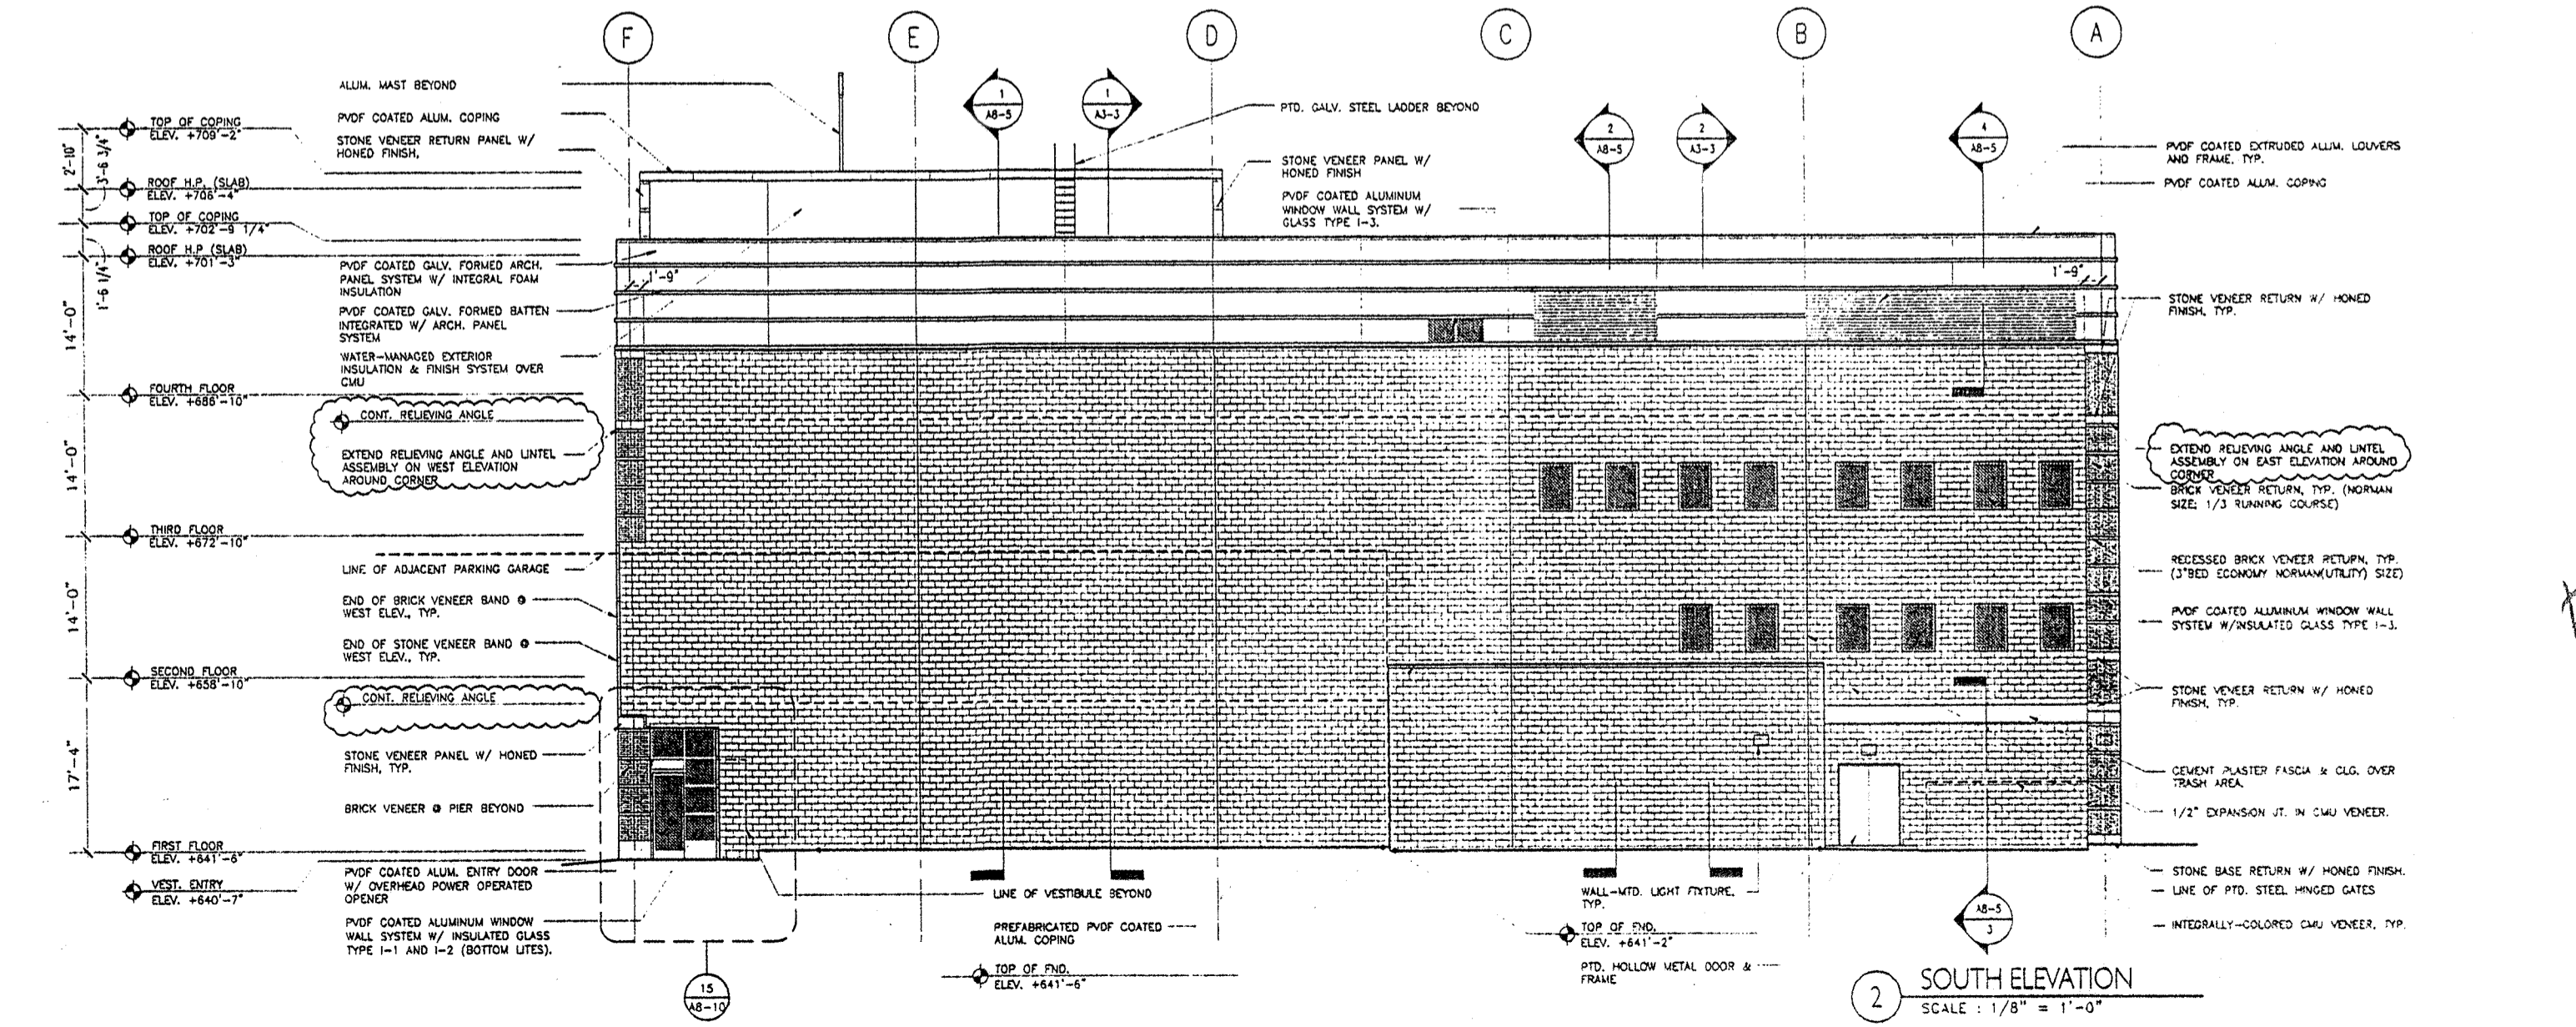 F
E
D
C
B
A
ALUM. MAST BEYOND
PVDF COATED ALUM. COPING
STONE VENEER RETURN PANEL W/
HONED FINISH,
1
A8-5
1
A3-3
PTD. GALV. STEEL LADDER BEYOND
STONE VENEER PANEL W/
HONED FINISH
PVDF COATED ALUMINUM
WINDOW WALL SYSTEM W/
GLASS TYPE I-3.
2
A8-5
2
A3-3
4
A8-5
PVDF COATED EXTRUDED ALUM. LOUVERS
AND FRAME, TYP.
PVDF COATED ALUM. COPING
TOP OF COPING
ELEV. +709'-2"
ROOF H.P. (SLAB)
ELEV. +706'-4"
TOP OF COPING
ELEV. +702'-9 1/4"
ROOF H.P (SLAB)
ELEV. +701'-3"
2'-10"
3'-6 3/4"
1'-6 1/4"
14'-0"
14'-0"
14'-0"
17'-4"
PVDF COATED GALV. FORMED ARCH.
PANEL SYSTEM W/ INTEGRAL FOAM
INSULATION
1'-9"
1'-9"
PVDF COATED GALV. FORMED BATTEN
INTEGRATED W/ ARCH. PANEL
SYSTEM
WATER-MANAGED EXTERIOR
INSULATION & FINISH SYSTEM OVER
CMU
FOURTH FLOOR
ELEV. +686'-10"
CONT. RELIEVING ANGLE
EXTEND RELIEVING ANGLE AND LINTEL
ASSEMBLY ON WEST ELEVATION
AROUND CORNER
THIRD FLOOR
ELEV. +672'-10"
LINE OF ADJACENT PARKING GARAGE
END OF BRICK VENEER BAND @
WEST ELEV., TYP.
END OF STONE VENEER BAND @
WEST ELEV., TYP.
SECOND FLOOR
ELEV. +658'-10"
CONT. RELIEVING ANGLE
STONE VENEER PANEL W/ HONED
FINISH, TYP.
BRICK VENEER @ PIER BEYOND
FIRST FLOOR
ELEV. +641'-6"
VEST. ENTRY
ELEV. +640'-7"
PVDF COATED ALUM. ENTRY DOOR
W/ OVERHEAD POWER OPERATED
OPENER
PVDF COATED ALUMINUM WINDOW
WALL SYSTEM W/ INSULATED GLASS
TYPE I-1 AND I-2 (BOTTOM LITES).
STONE VENEER RETURN W/ HONED
FINISH, TYP.
EXTEND RELIEVING ANGLE AND LINTEL
ASSEMBLY ON EAST ELEVATION AROUND
CORNER
BRICK VENEER RETURN, TYP. (NORMAN
SIZE; 1/3 RUNNING COURSE)
RECESSED BRICK VENEER RETURN, TYP.
(3"BED ECONOMY NORMAN(UTILITY) SIZE)
PVDF COATED ALUMINUM WINDOW WALL
SYSTEM W/INSULATED GLASS TYPE I-3.
STONE VENEER RETURN W/ HONED
FINISH, TYP.
CEMENT PLASTER FASCIA & CLG. OVER
TRASH AREA.
1/2" EXPANSION JT. IN CMU VENEER.
STONE BASE RETURN W/ HONED FINISH.
LINE OF PTD. STEEL HINGED GATES
INTEGRALLY-COLORED CMU VENEER, TYP.
LINE OF VESTIBULE BEYOND
PREFABRICATED PVDF COATED
ALUM. COPING
TOP OF FND.
ELEV. +641'-6"
15
A8-10
WALL-MTD. LIGHT FIXTURE,
TYP.
TOP OF FND.
ELEV. +641'-2"
PTD. HOLLOW METAL DOOR &
FRAME
A8-5
3
2
SOUTH ELEVATION
SCALE : 1/8" = 1'-0"